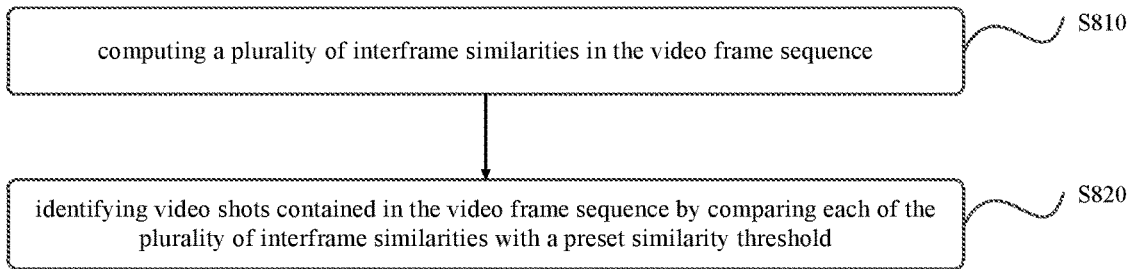 S810
computing a plurality of interframe similarities in the video frame sequence
S820
identifying video shots contained in the video frame sequence by comparing each of the
plurality of interframe similarities with a preset similarity threshold